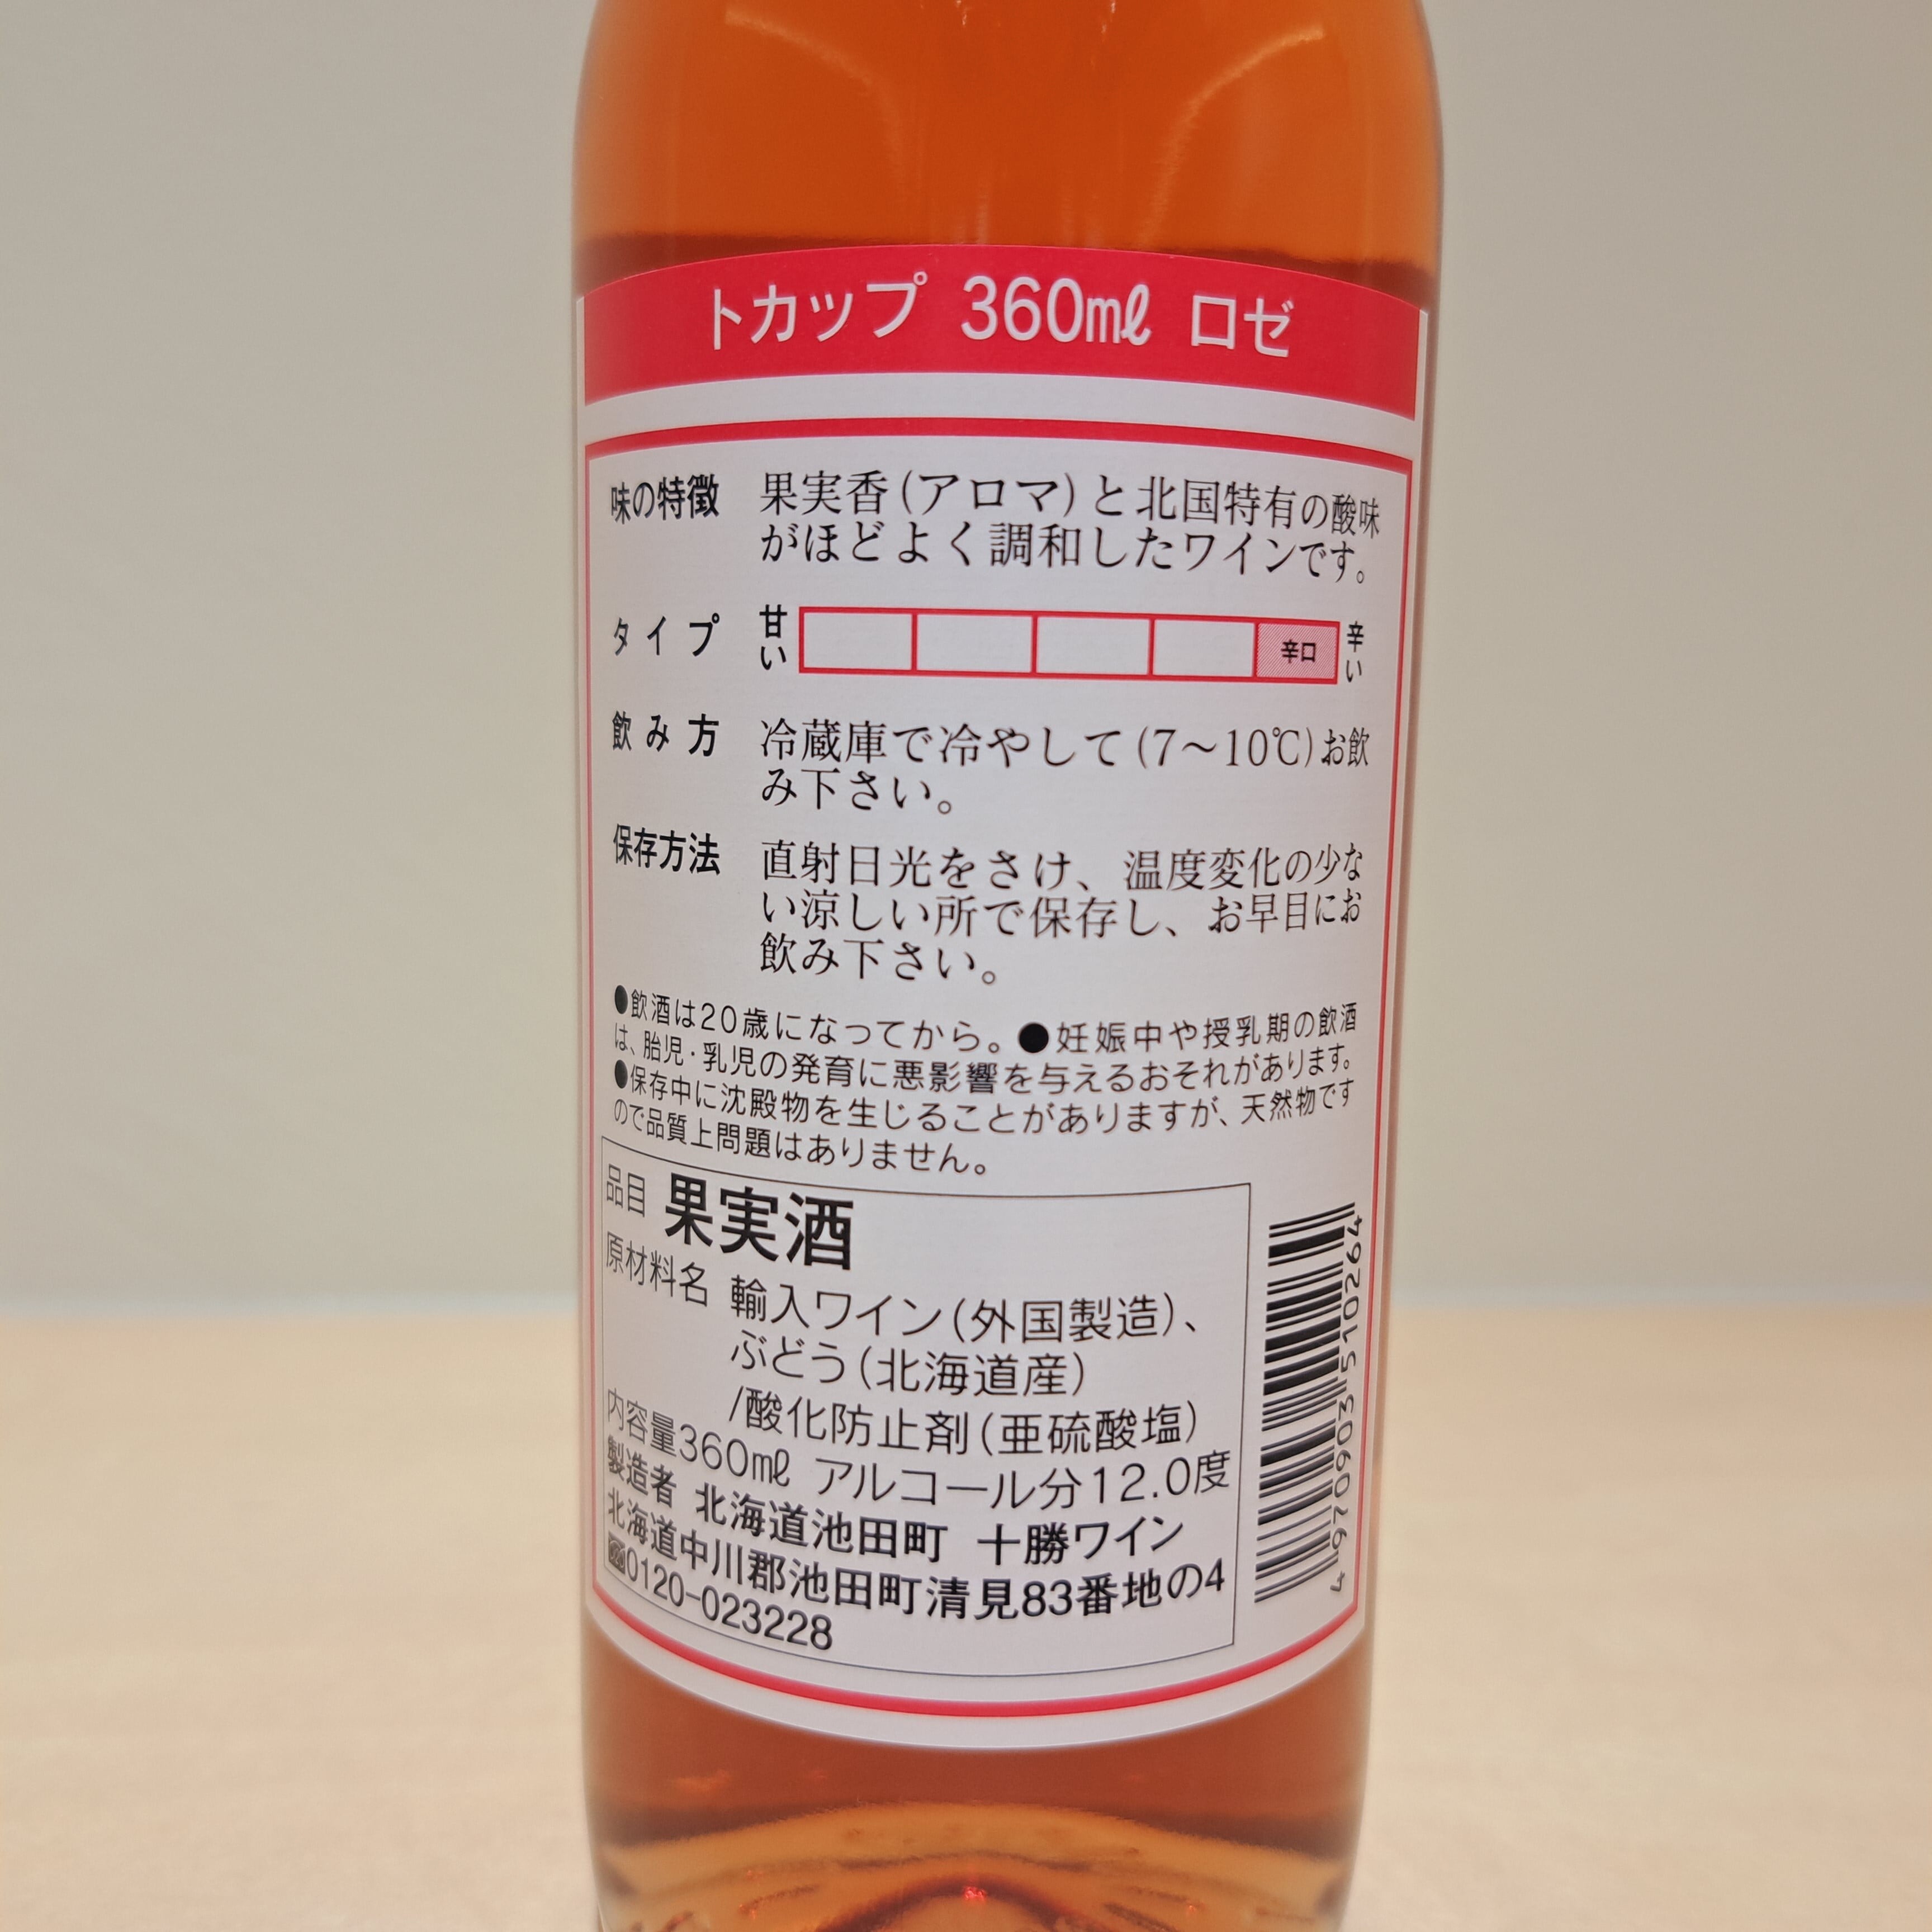 トカップ 360㎖ ロゼ
味の特徴 果実香(アロマ)と北国特有の酸味
がほどよく調和したワインです。
タイプ 甘い 辛口 辛い
飲み方 冷蔵庫で冷やして(7〜10℃)お飲
み下さい。
保存方法 直射日光をさけ、温度変化の少な
い涼しい所で保存し、お早目にお
飲み下さい。
●飲酒は20歳になってから。●妊娠中や授乳期の飲酒
は、胎児・乳児の発育に悪影響を与えるおそれがあります。
●保存中に沈殿物を生じることがありますが、天然物です
ので品質上問題はありません。
品目 果実酒
原材料名 輸入ワイン(外国製造)、
ぶどう(北海道産)
/酸化防止剤(亜硫酸塩)
内容量360㎖ アルコール分12.0度
製造者 北海道池田町 十勝ワイン
北海道中川郡池田町清見83番地の4
0120-023228
4 970903 510264